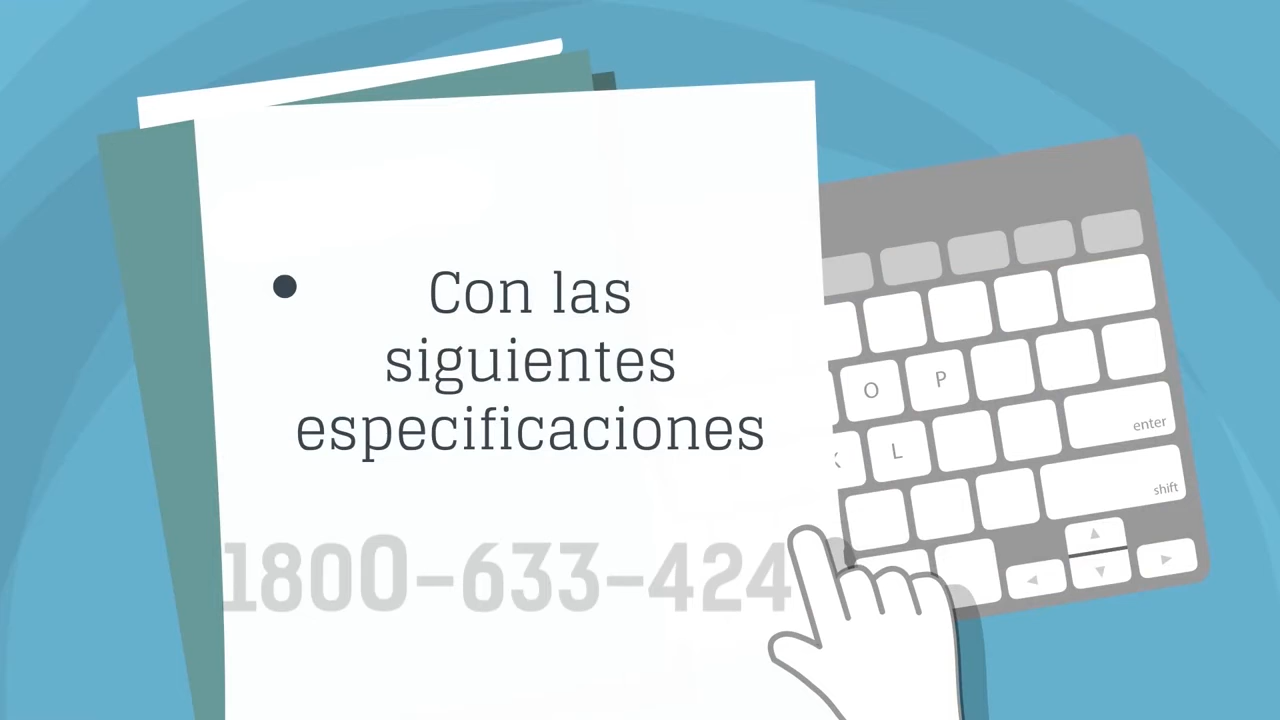 Con las
siguientes
especificaciones
1800-633-424
O
P
L
enter
shift